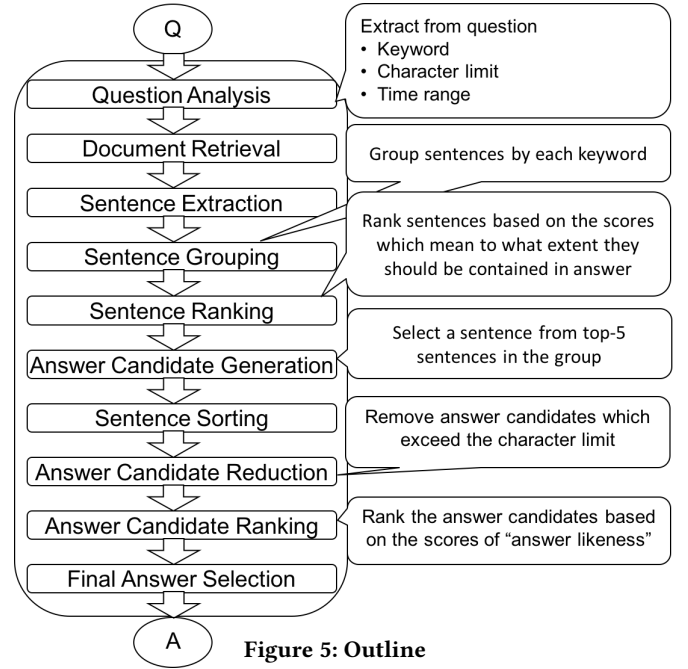 Q
Question Analysis
Document Retrieval
Sentence Extraction
Sentence Grouping
Sentence Ranking
Answer Candidate Generation
Sentence Sorting
Answer Candidate Reduction
Answer Candidate Ranking
Final Answer Selection
A
Extract from question
• Keyword
• Character limit
• Time range
Group sentences by each keyword
Rank sentences based on the scores
which mean to what extent they
should be contained in answer
Select a sentence from top-5
sentences in the group
Remove answer candidates which
exceed the character limit
Rank the answer candidates based
on the scores of “answer likeness”
Figure 5: Outline